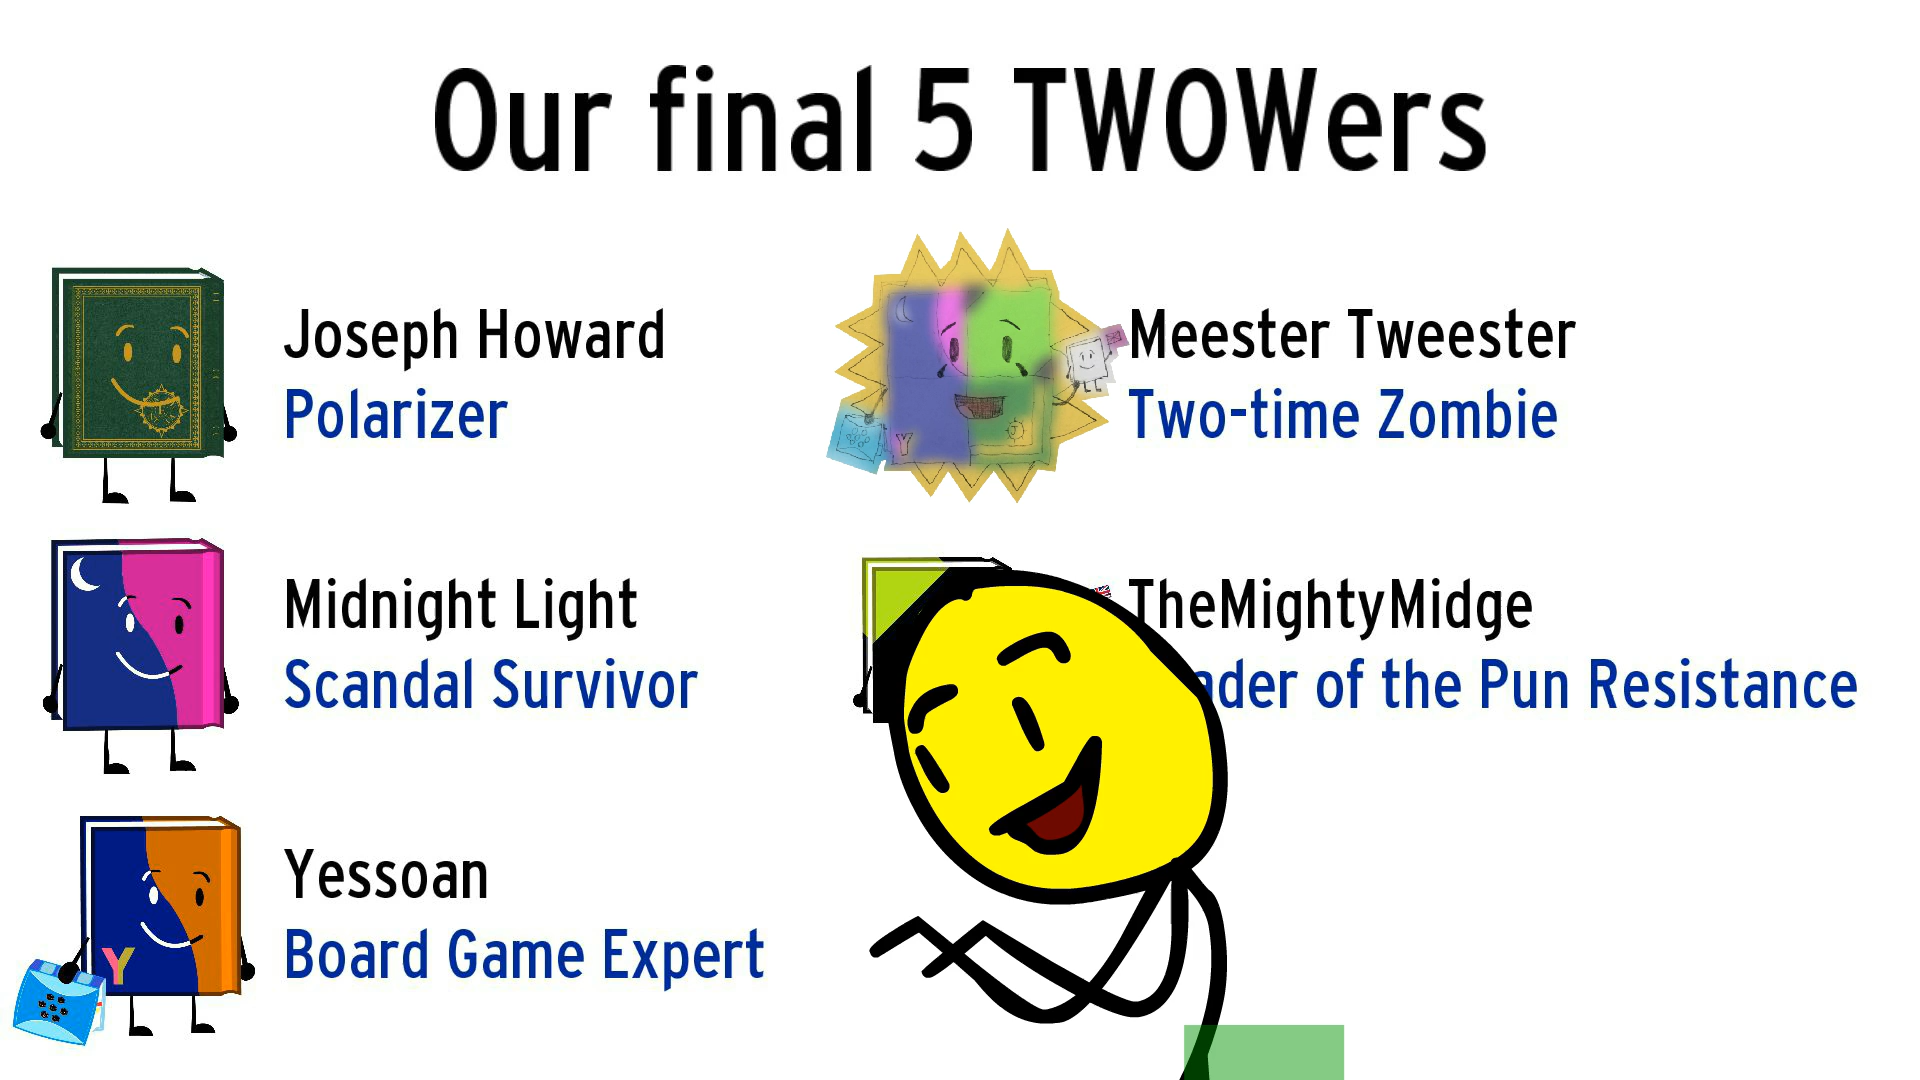 Our final 5 TWOWers
Joseph Howard
Polarizer
Midnight Light
Scandal Survivor
Yessoan
Board Game Expert
Y
Meester Tweester
Two-time Zombie
Y
TheMightyMidge
of the Pun Resistance